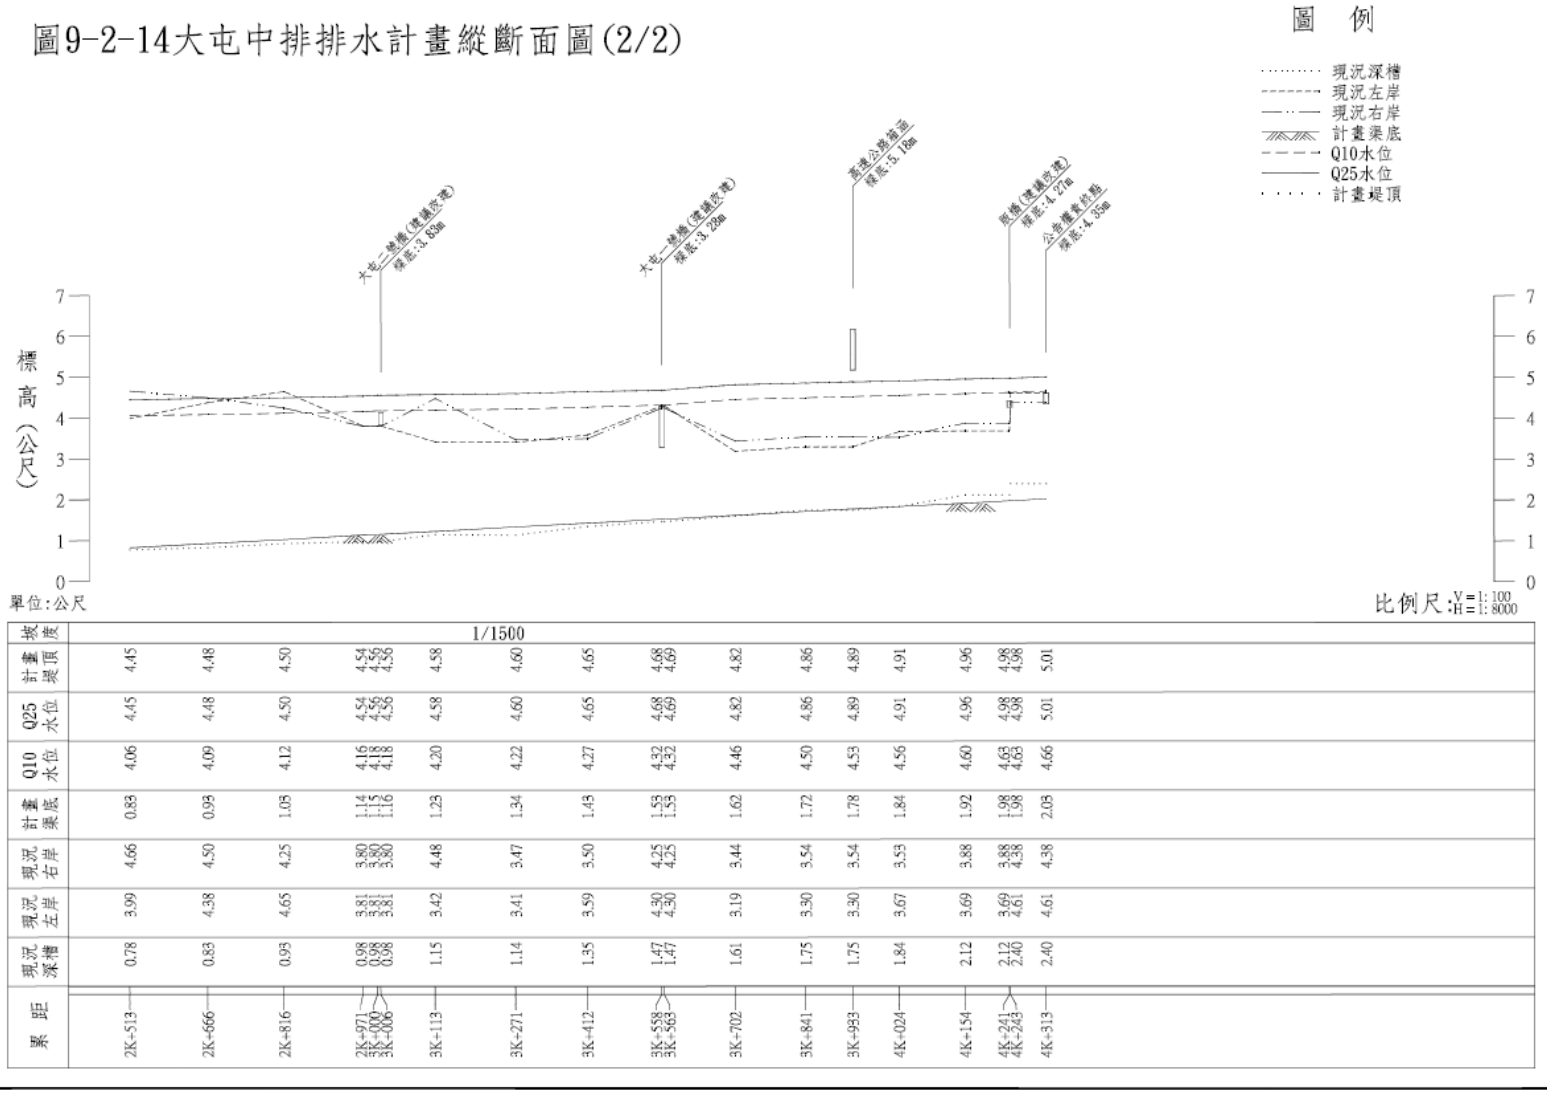 圖9-2-14大屯中排排水計畫縱斷面圖(2/2)
圖 例
現況深槽
現況左岸
現況右岸
計畫渠底
Q10水位
Q25水位
計畫堤頂
大屯二號橋(建議改建)
樑底:3.83m
大屯一號橋(建議改建)
樑底:3.28m
高速公路箱涵
樑底:5.18m
版橋(建議改建)
樑底:4.27m
公告權責終點
樑底:4.35m
標高(公尺)
7 7
6 6
5 5
4 4
3 3
2 2
1 1
0 0
單位:公尺
比例尺:V=1:100
H=1:8000
坡度 1/1500
計畫堤頂 4.45 4.48 4.50 4.54 4.56 4.56 4.58 4.60 4.65 4.68 4.69 4.82 4.86 4.89 4.91 4.96 4.98 4.98 5.01
Q25水位 4.45 4.48 4.50 4.54 4.56 4.56 4.58 4.60 4.65 4.68 4.69 4.82 4.86 4.89 4.91 4.96 4.98 4.98 5.01
Q10水位 4.06 4.09 4.12 4.16 4.18 4.18 4.20 4.22 4.27 4.32 4.32 4.46 4.50 4.53 4.56 4.60 4.63 4.63 4.66
計畫渠底 0.83 0.93 1.03 1.14 1.15 1.16 1.23 1.34 1.43 1.53 1.53 1.62 1.72 1.78 1.84 1.92 1.98 1.98 2.03
現況右岸 4.66 4.50 4.25 3.80 3.80 3.80 4.48 3.47 3.50 4.25 4.25 3.44 3.54 3.54 3.53 3.88 3.88 4.38 4.38
現況左岸 3.99 4.38 4.65 3.81 3.81 3.81 3.42 3.41 3.59 4.30 4.30 3.19 3.30 3.30 3.67 3.69 3.69 4.61 4.61
現況深槽 0.78 0.83 0.93 0.98 0.98 0.98 1.15 1.14 1.35 1.47 1.47 1.61 1.75 1.75 1.84 2.12 2.12 2.40 2.40
累距 2K+513 2K+666 2K+816 2K+971 3K+000 3K+006 3K+113 3K+271 3K+412 3K+558 3K+563 3K+702 3K+841 3K+933 4K+024 4K+154 4K+241 4K+243 4K+313